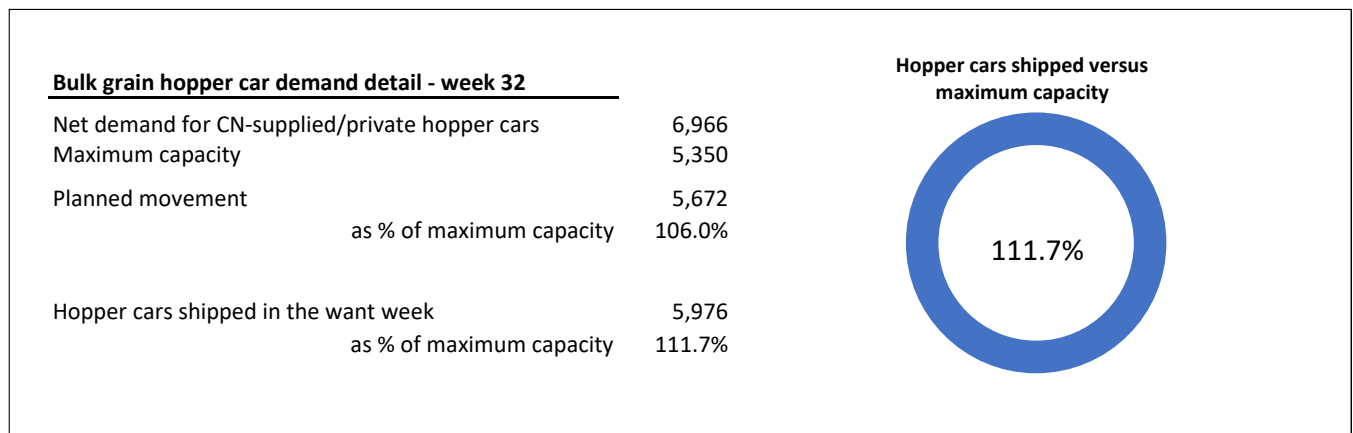 Bulk grain hopper car demand detail - week 32
Net demand for CN-supplied/private hopper cars 6,966
Maximum capacity 5,350
Planned movement 5,672
as % of maximum capacity 106.0%
Hopper cars shipped in the want week 5,976
as % of maximum capacity 111.7%
Hopper cars shipped versus
maximum capacity
111.7%